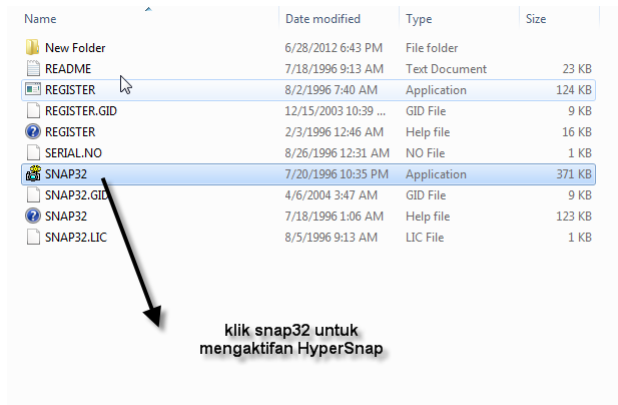 Name Date modified Type Size
New Folder 6/28/2012 6:43 PM File folder
README 7/18/1996 9:13 AM Text Document 23 KB
REGISTER 8/2/1996 7:40 AM Application 124 KB
REGISTER.GID 12/15/2003 10:39 ... GID File 9 KB
REGISTER 2/3/1996 12:46 AM Help file 16 KB
SERIAL.NO 8/26/1996 12:31 AM NO File 1 KB
SNAP32 7/20/1996 10:35 PM Application 371 KB
SNAP32.GID 4/6/2004 3:47 AM GID File 9 KB
SNAP32 7/18/1996 1:06 AM Help file 123 KB
SNAP32.LIC 8/5/1996 9:13 AM LIC File 1 KB
klik snap32 untuk
mengaktifan HyperSnap